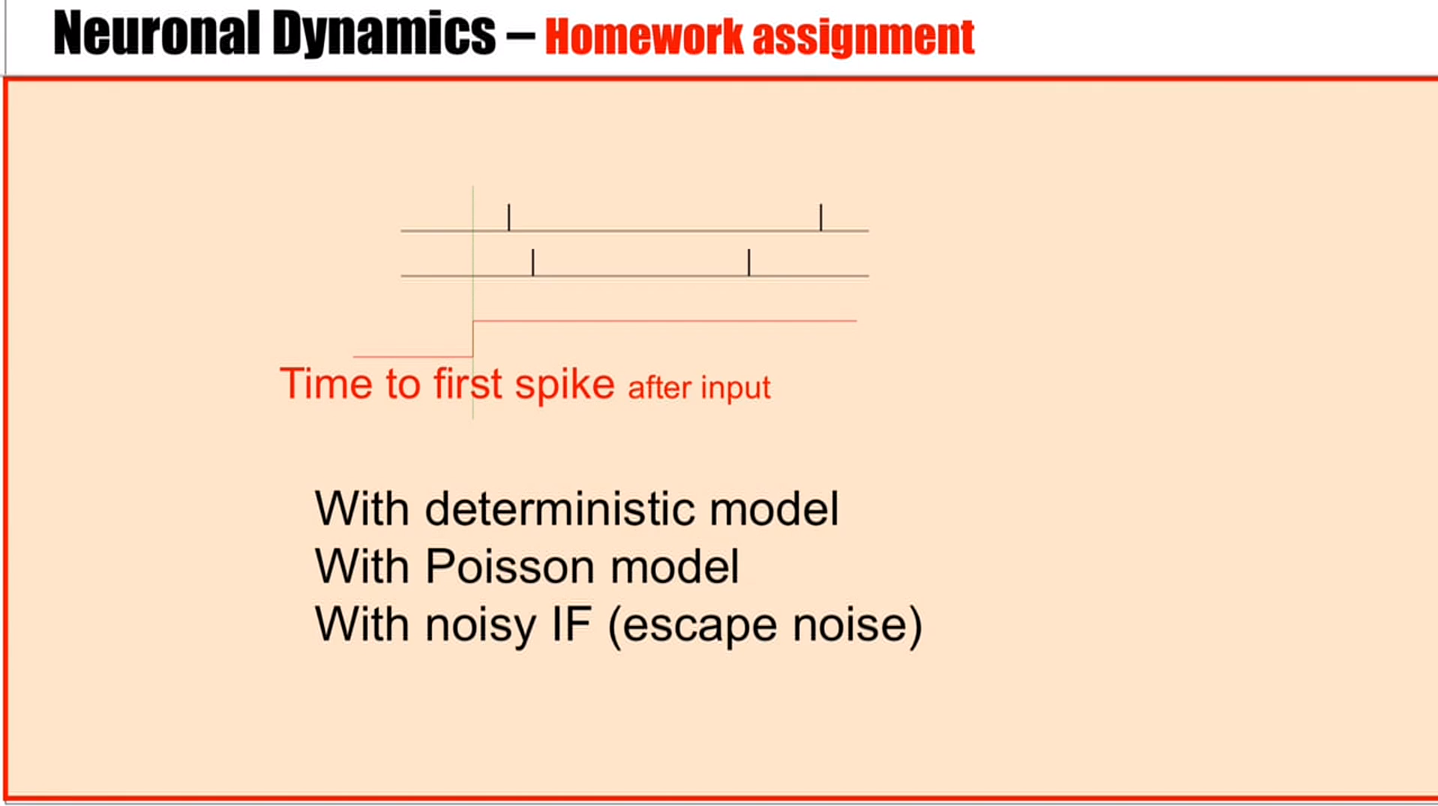 Neuronal Dynamics – Homework assignment
Time to first spike after input
With deterministic model
With Poisson model
With noisy IF (escape noise)